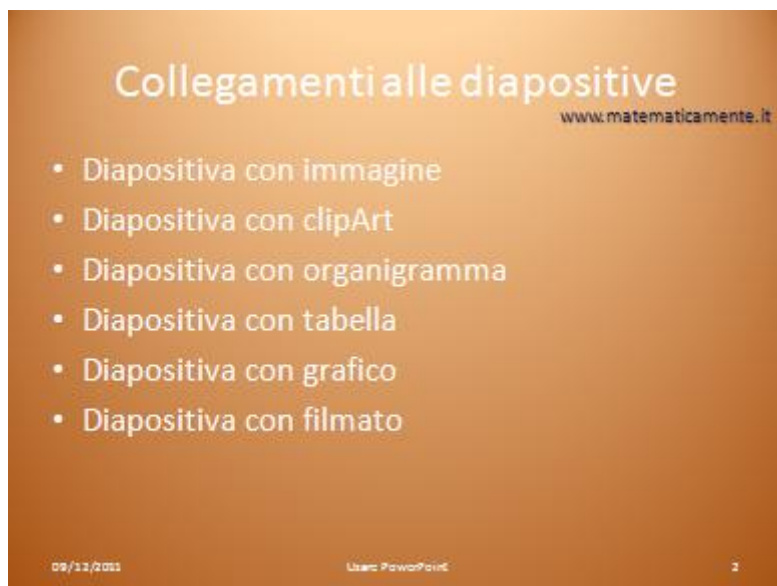 Collegamenti alle diapositive
www.matematicamente.it
• Diapositiva con immagine
• Diapositiva con clipArt
• Diapositiva con organigramma
• Diapositiva con tabella
• Diapositiva con grafico
• Diapositiva con filmato
09/12/2011 Usare PowerPoint 2